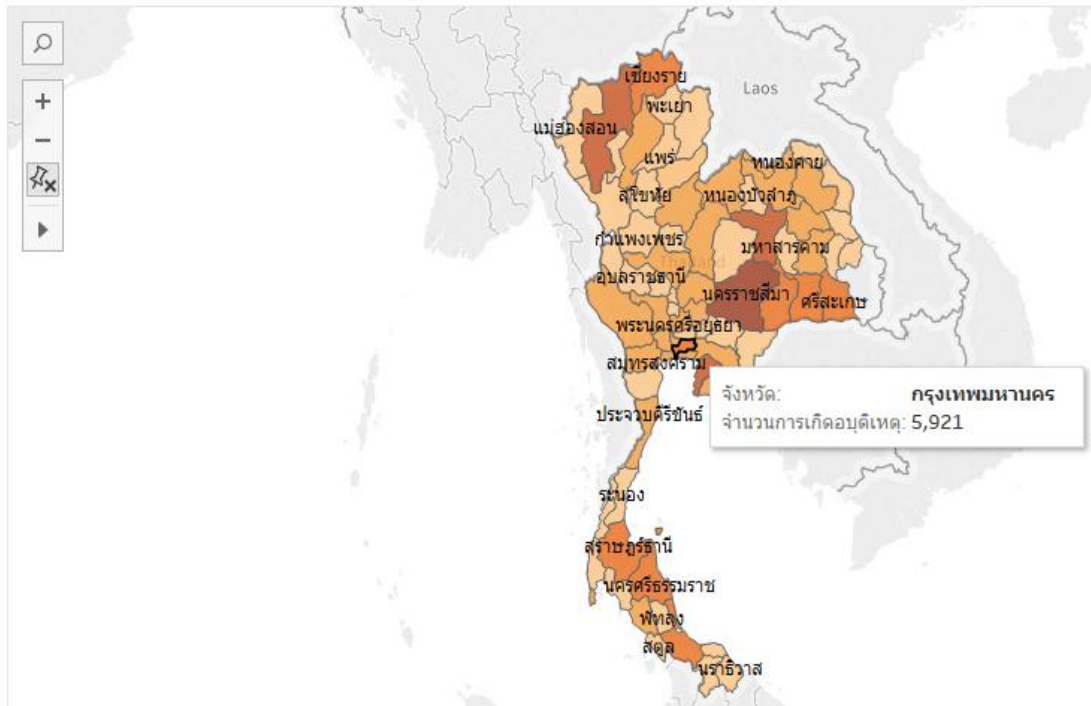 เชียงราย
Laos
พะเยา
แม่ฮ่องสอน
แพร่
หนองคาย
สุโขทัย
หนองบัวลำภู
กำแพงเพชร
มหาสารคาม
Thailand
อุบลราชธานี
นครราชสีมา
ศรีสะเกษ
พระนครศรีอยุธยา
สมุทรสงคราม
จังหวัด: กรุงเทพมหานคร
จำนวนการเกิดอุบัติเหตุ: 5,921
ประจวบคีรีขันธ์
ระนอง
สุราษฎร์ธานี
นครศรีธรรมราช
พัทลุง
สตูล
นราธิวาส